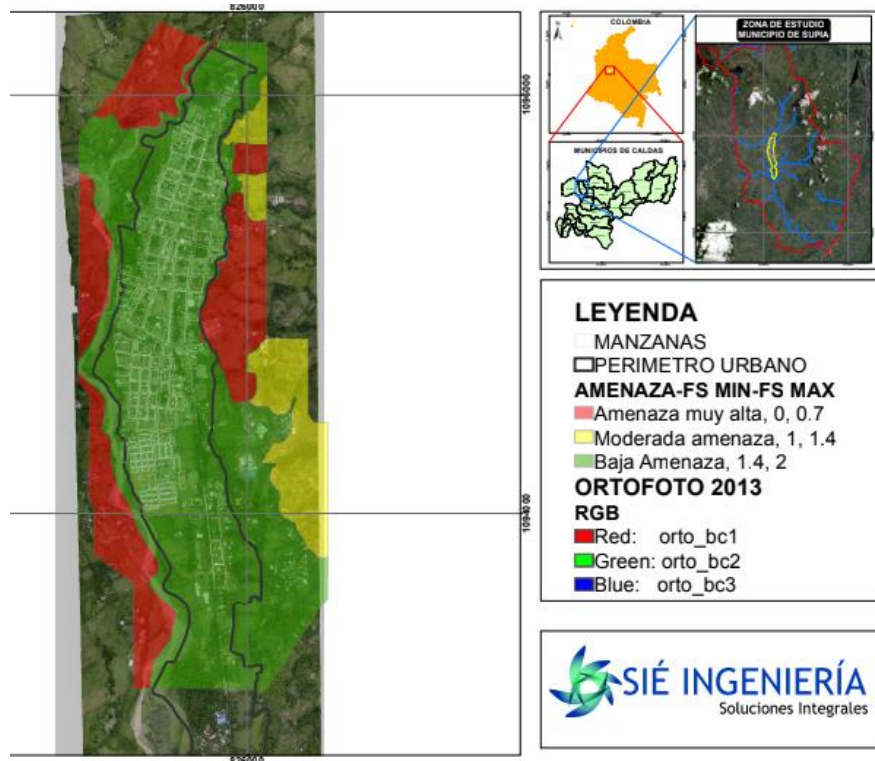 826000
1096000
1094000
826000
COLOMBIA
MUNICIPIOS DE CALDAS
ZONA DE ESTUDIO
MUNICIPIO DE SUPIA
LEYENDA
MANZANAS
PERIMETRO URBANO
AMENAZA-FS MIN-FS MAX
Amenaza muy alta, 0, 0.7
Moderada amenaza, 1, 1.4
Baja Amenaza, 1.4, 2
ORTOFOTO 2013
RGB
Red: orto_bc1
Green: orto_bc2
Blue: orto_bc3
SIÉ INGENIERÍA
Soluciones Integrales